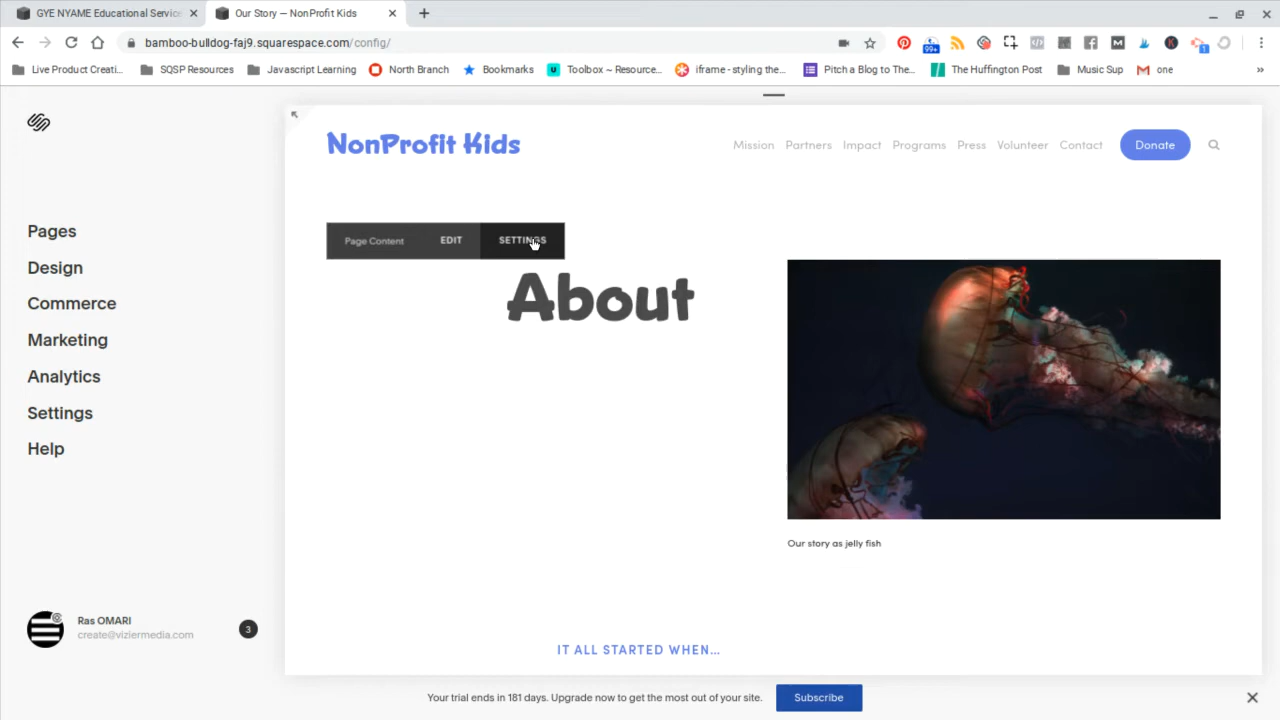 GYE NYAME Educational Service
Our Story — NonProfit Kids
bamboo-bulldog-faj9.squarespace.com/config/
99+
1
Live Product Creati...
SQSP Resources
Javascript Learning
North Branch
Bookmarks
Toolbox ~ Resource...
iframe - styling the...
Pitch a Blog to The...
The Huffington Post
Music Sup
one
»
NonProfit Kids
Mission Partners Impact Programs Press Volunteer Contact Donate
Pages
Design
Commerce
Marketing
Analytics
Settings
Help
Page Content EDIT SETTINGS
About
Our story as jelly fish
IT ALL STARTED WHEN...
Ras OMARI
create@viziermedia.com
3
Your trial ends in 181 days. Upgrade now to get the most out of your site. Subscribe